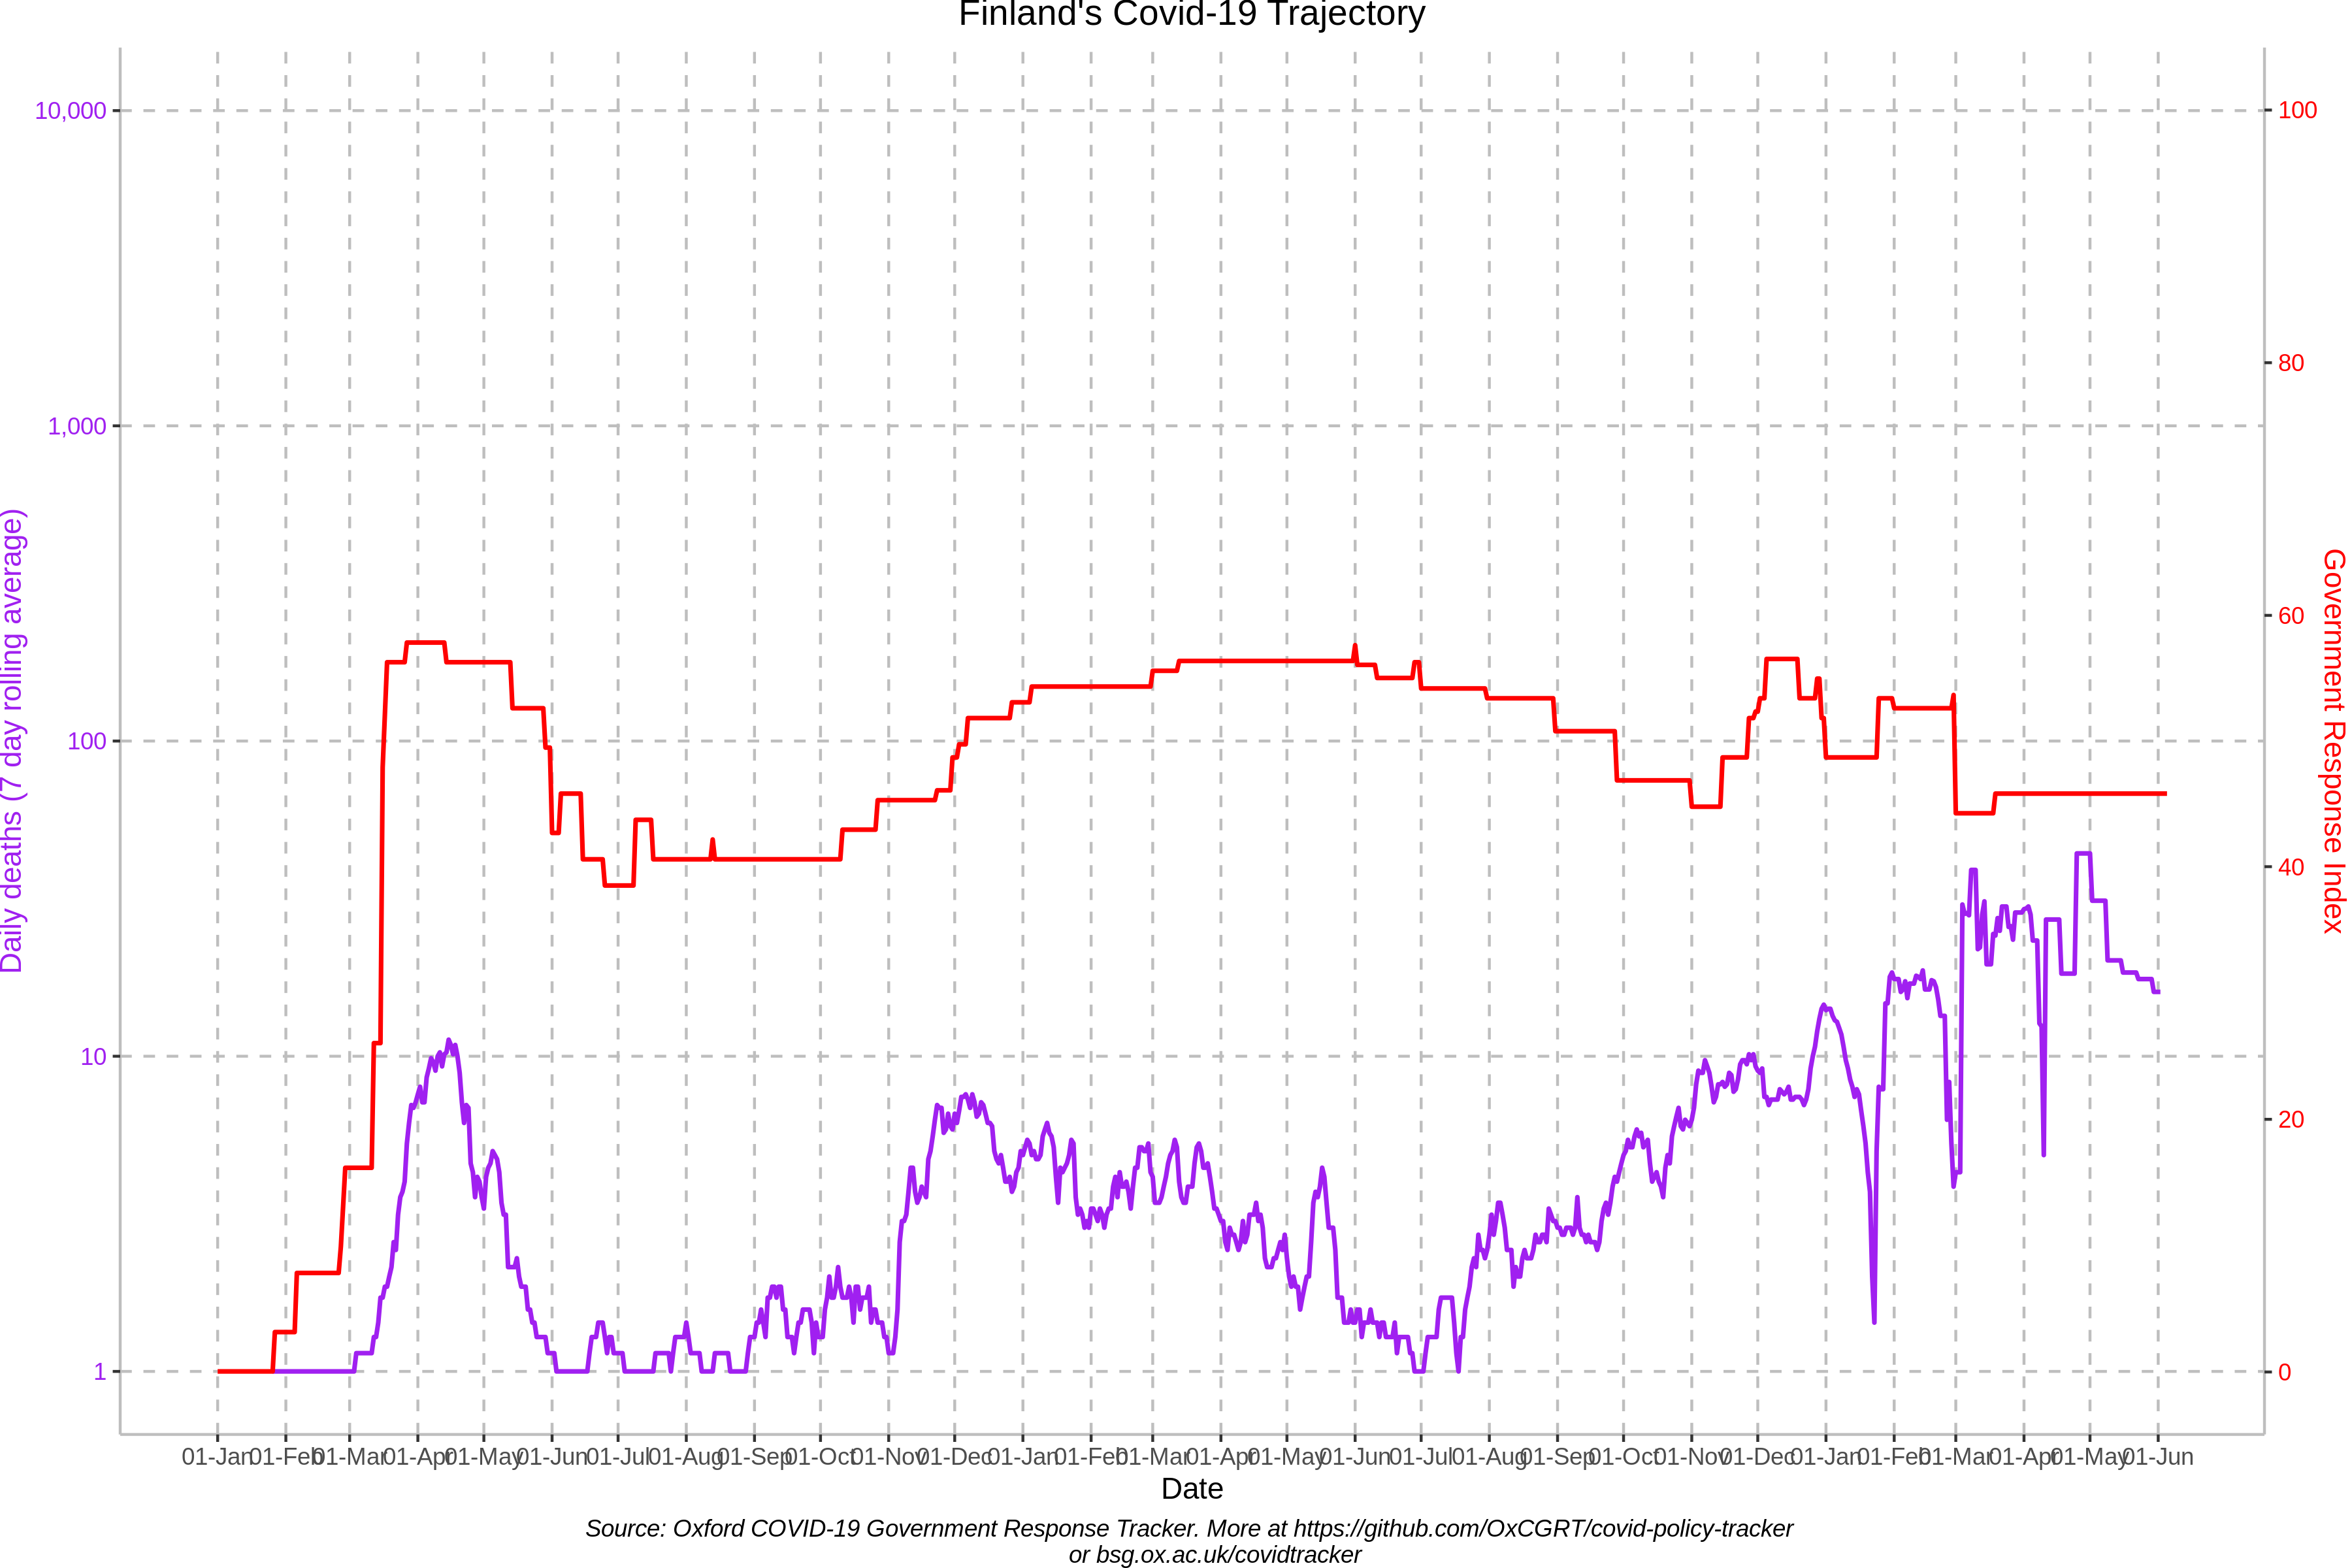 Finland's Covid-19 Trajectory
10,000
1,000
100
10
1
Daily deaths (7 day rolling average)
100
80
60
40
20
0
Government Response Index
01-Jan
01-Feb
01-Mar
01-Apr
01-May
01-Jun
01-Jul
01-Aug
01-Sep
01-Oct
01-Nov
01-Dec
01-Jan
01-Feb
01-Mar
01-Apr
01-May
01-Jun
01-Jul
01-Aug
01-Sep
01-Oct
01-Nov
01-Dec
01-Jan
01-Feb
01-Mar
01-Apr
01-May
01-Jun
Date
Source: Oxford COVID-19 Government Response Tracker. More at https://github.com/OxCGRT/covid-policy-tracker
or bsg.ox.ac.uk/covidtracker